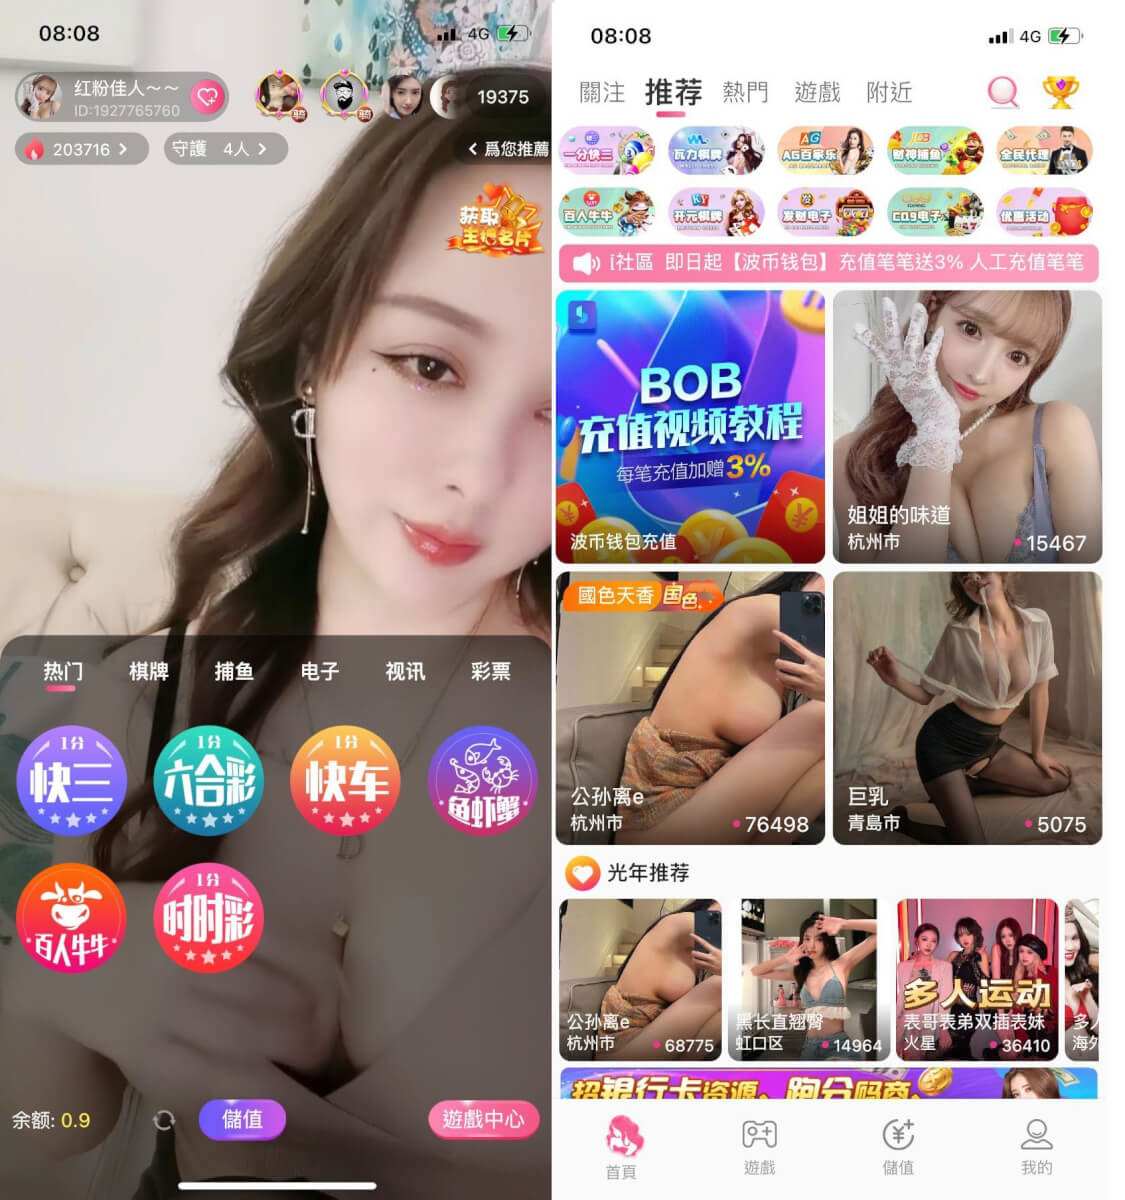 08:08
4G
红粉佳人~~
ID:1927765760
19375
203716 >
守護 4人 >
< 爲您推薦
获取
主播名片
热门 棋牌 捕鱼 电子 视讯 彩票
1分
快三
1分
六合彩
1分
快车
鱼虾蟹
百人牛牛
1分
时时彩
余额: 0.9
儲值
遊戲中心
08:08
4G
關注 推荐 熱門 遊戲 附近
一分快三
瓦力棋牌
AG
AG百家乐
财神捕鱼
全民代理
百人牛牛
KY
开元棋牌
发
发财电子
CQ9电子
优惠活动
社區 即日起【波币钱包】充值笔笔送3% 人工充值笔笔
BOB
充值视频教程
每笔充值加赠3%
波币钱包充值
姐姐的味道
杭州市
15467
國色天香
国色
公孙离e
杭州市
76498
巨乳
青島市
5075
光年推荐
公孙离e
杭州市
68775
黑长直翘臀
虹口区
14964
多人运动
表哥表弟双插表妹
火星
36410
多人
海外
招银行卡资源、跑分码商
首頁
遊戲
儲值
我的